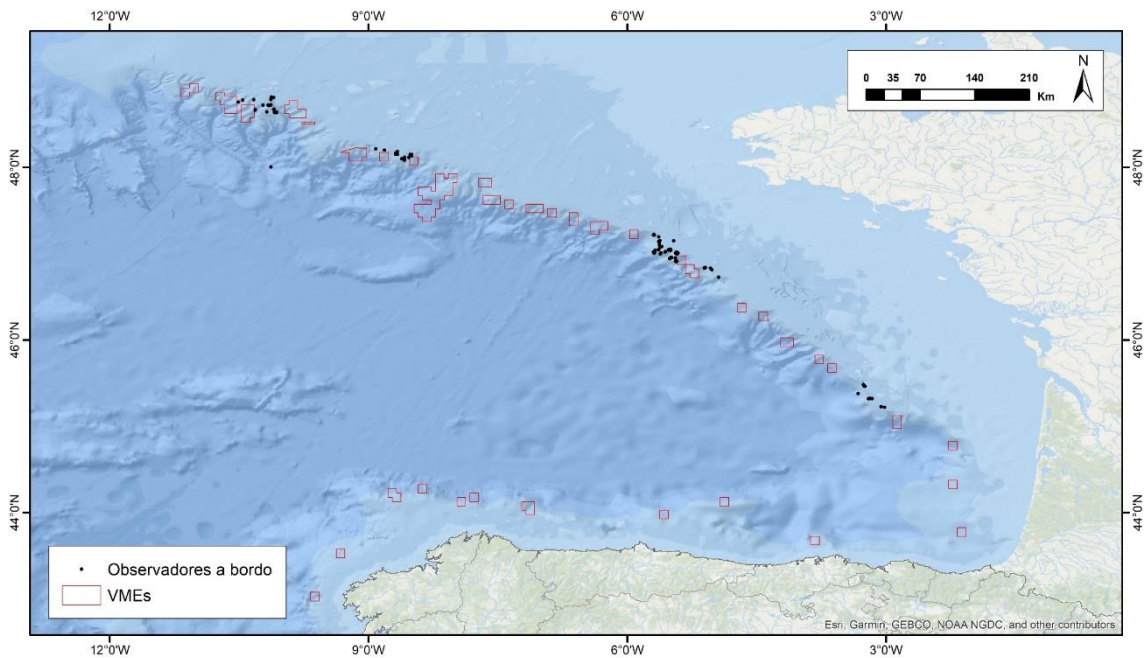 12°0'W 9°0'W 6°0'W 3°0'W
N
0 35 70 140 210
Km
48°0'N 48°0'N
46°0'N 46°0'N
44°0'N 44°0'N
Observadores a bordo
VMEs
Esri, Garmin, GEBCO, NOAA NGDC, and other contributors
12°0'W 9°0'W 6°0'W 3°0'W